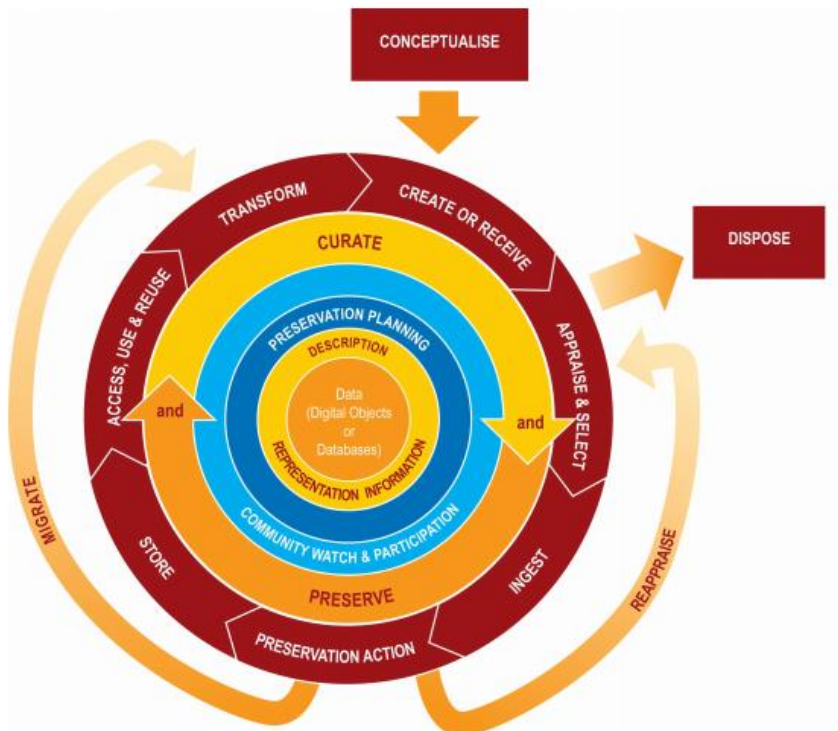 CONCEPTUALISE
DISPOSE
TRANSFORM
CREATE OR RECEIVE
APPRAISE & SELECT
INGEST
PRESERVATION ACTION
STORE
ACCESS, USE & REUSE
CURATE
and
PRESERVE
and
PRESERVATION PLANNING
COMMUNITY WATCH & PARTICIPATION
DESCRIPTION
REPRESENTATION INFORMATION
Data
(Digital Objects
or
Databases)
MIGRATE
REAPPRAISE